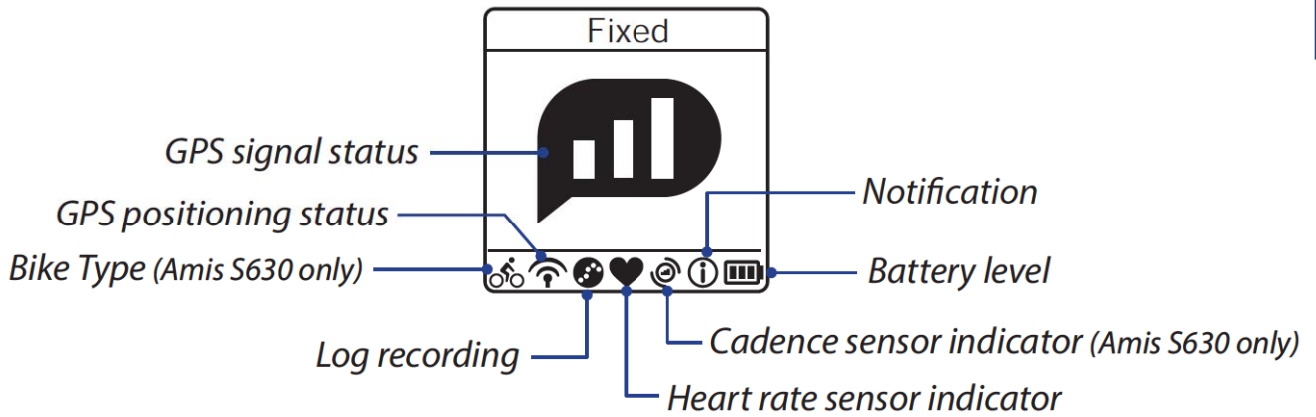 Fixed
GPS signal status
Notification
GPS positioning status
Bike Type (Amis S630 only)
Battery level
Cadence sensor indicator (Amis S630 only)
Log recording
Heart rate sensor indicator